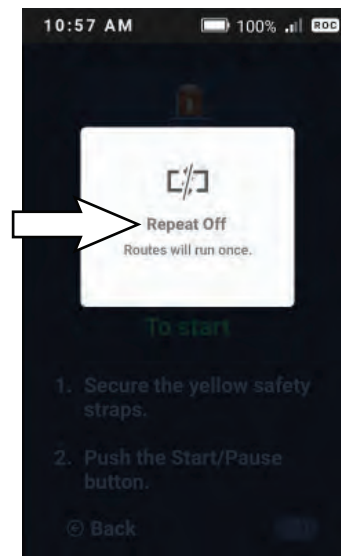 10:57 AM 100% ROC
Repeat Off
Routes will run once.
To start
1. Secure the yellow safety
straps.
2. Push the Start/Pause
button.
Back